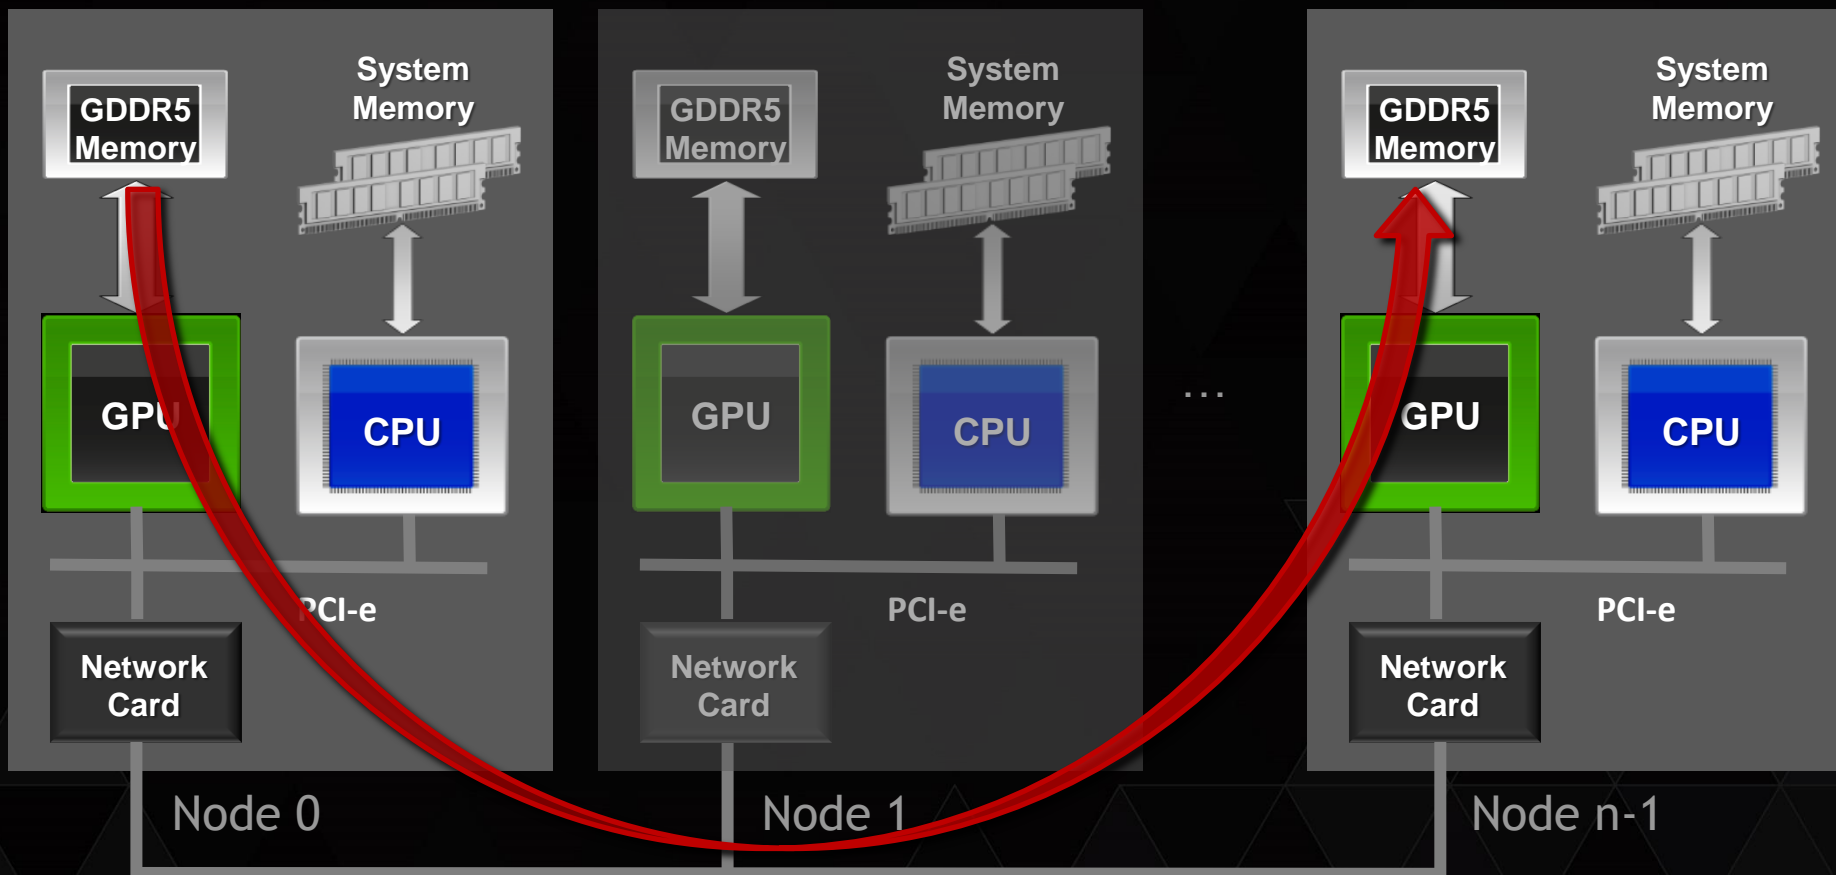 GDDR5
Memory
System
Memory
GPU
CPU
PCI-e
Network
Card
Node 0
GDDR5
Memory
System
Memory
GPU
CPU
PCI-e
Network
Card
Node 1
...
GDDR5
Memory
System
Memory
GPU
CPU
PCI-e
Network
Card
Node n-1